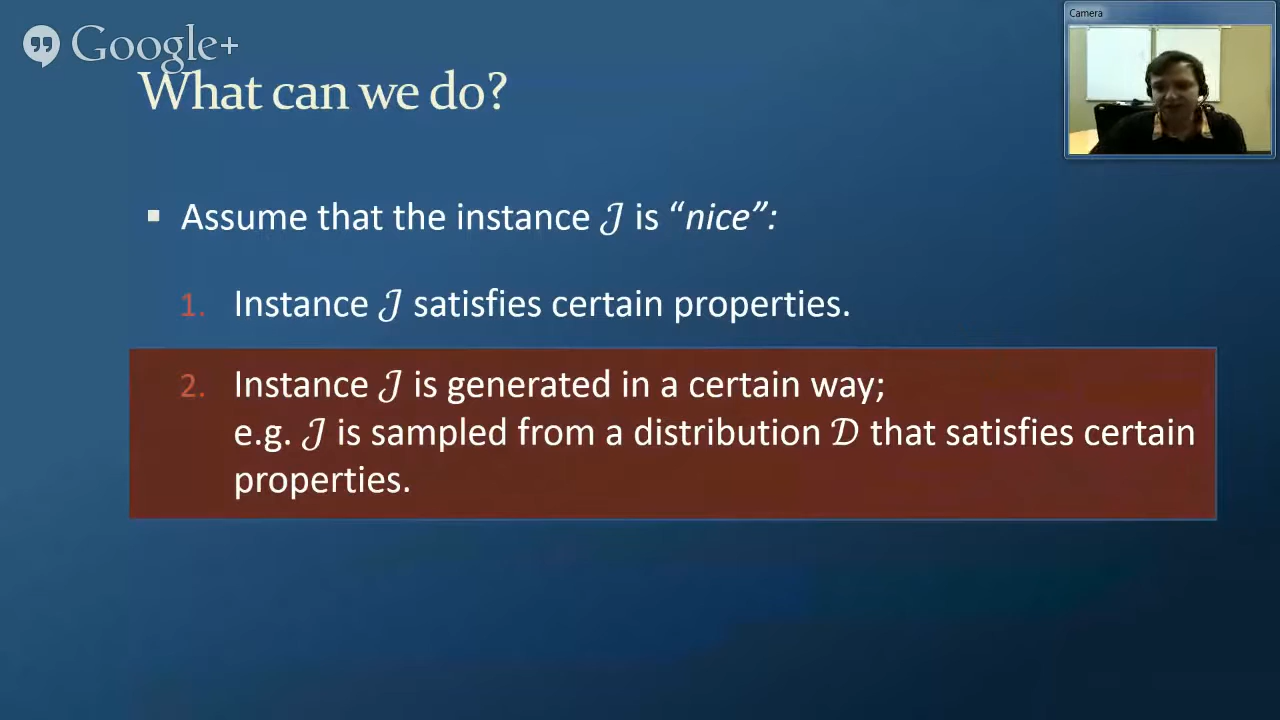 Google+
Camera
What can we do?
▪ Assume that the instance 𝒥 is “nice”:
1. Instance 𝒥 satisfies certain properties.
2. Instance 𝒥 is generated in a certain way;
e.g. 𝒥 is sampled from a distribution 𝒟 that satisfies certain
properties.